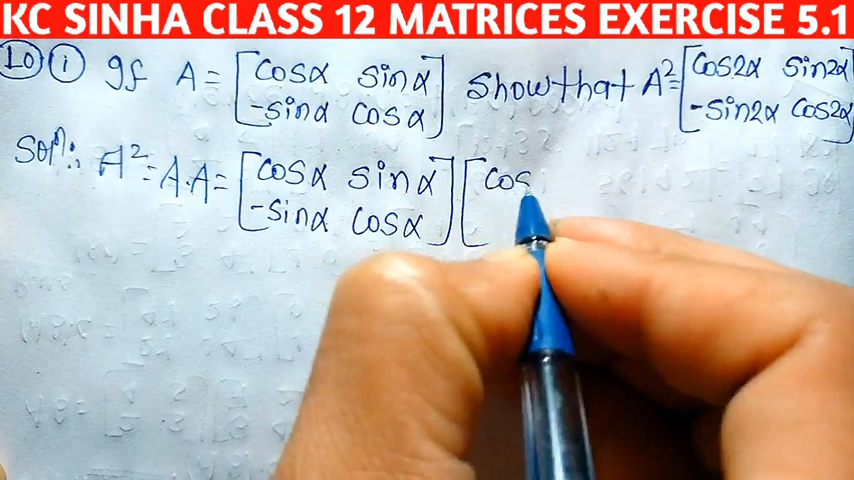 KC SINHA CLASS 12 MATRICES EXERCISE 5.1
10 i If A = [cosα sinα Show that A² = [cos2α sin2α
-sinα cosα] -sin2α cos2α]
Solⁿ: A² = A.A = [cosα sinα] [cos
-sinα cosα]